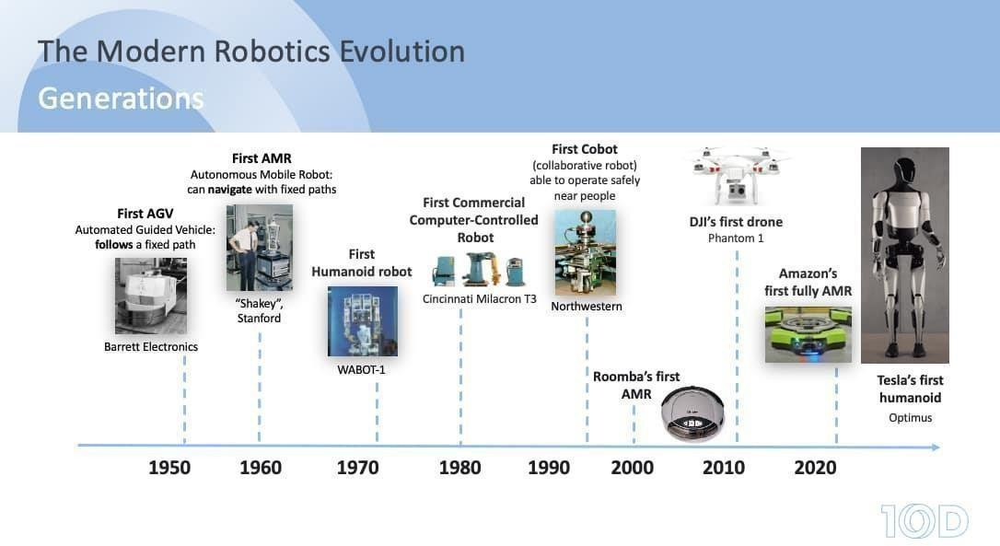 The Modern Robotics Evolution
Generations
First AGV
Automated Guided Vehicle:
follows a fixed path
Barrett Electronics
First AMR
Autonomous Mobile Robot:
can navigate with fixed paths
“Shakey”,
Stanford
First
Humanoid robot
WABOT-1
First Commercial
Computer-Controlled
Robot
Cincinnati Milacron T3
First Cobot
(collaborative robot)
able to operate safely
near people
Northwestern
Roomba’s first
AMR
DJI’s first drone
Phantom 1
Amazon’s
first fully AMR
Tesla’s first
humanoid
Optimus
1950 1960 1970 1980 1990 2000 2010 2020
10D